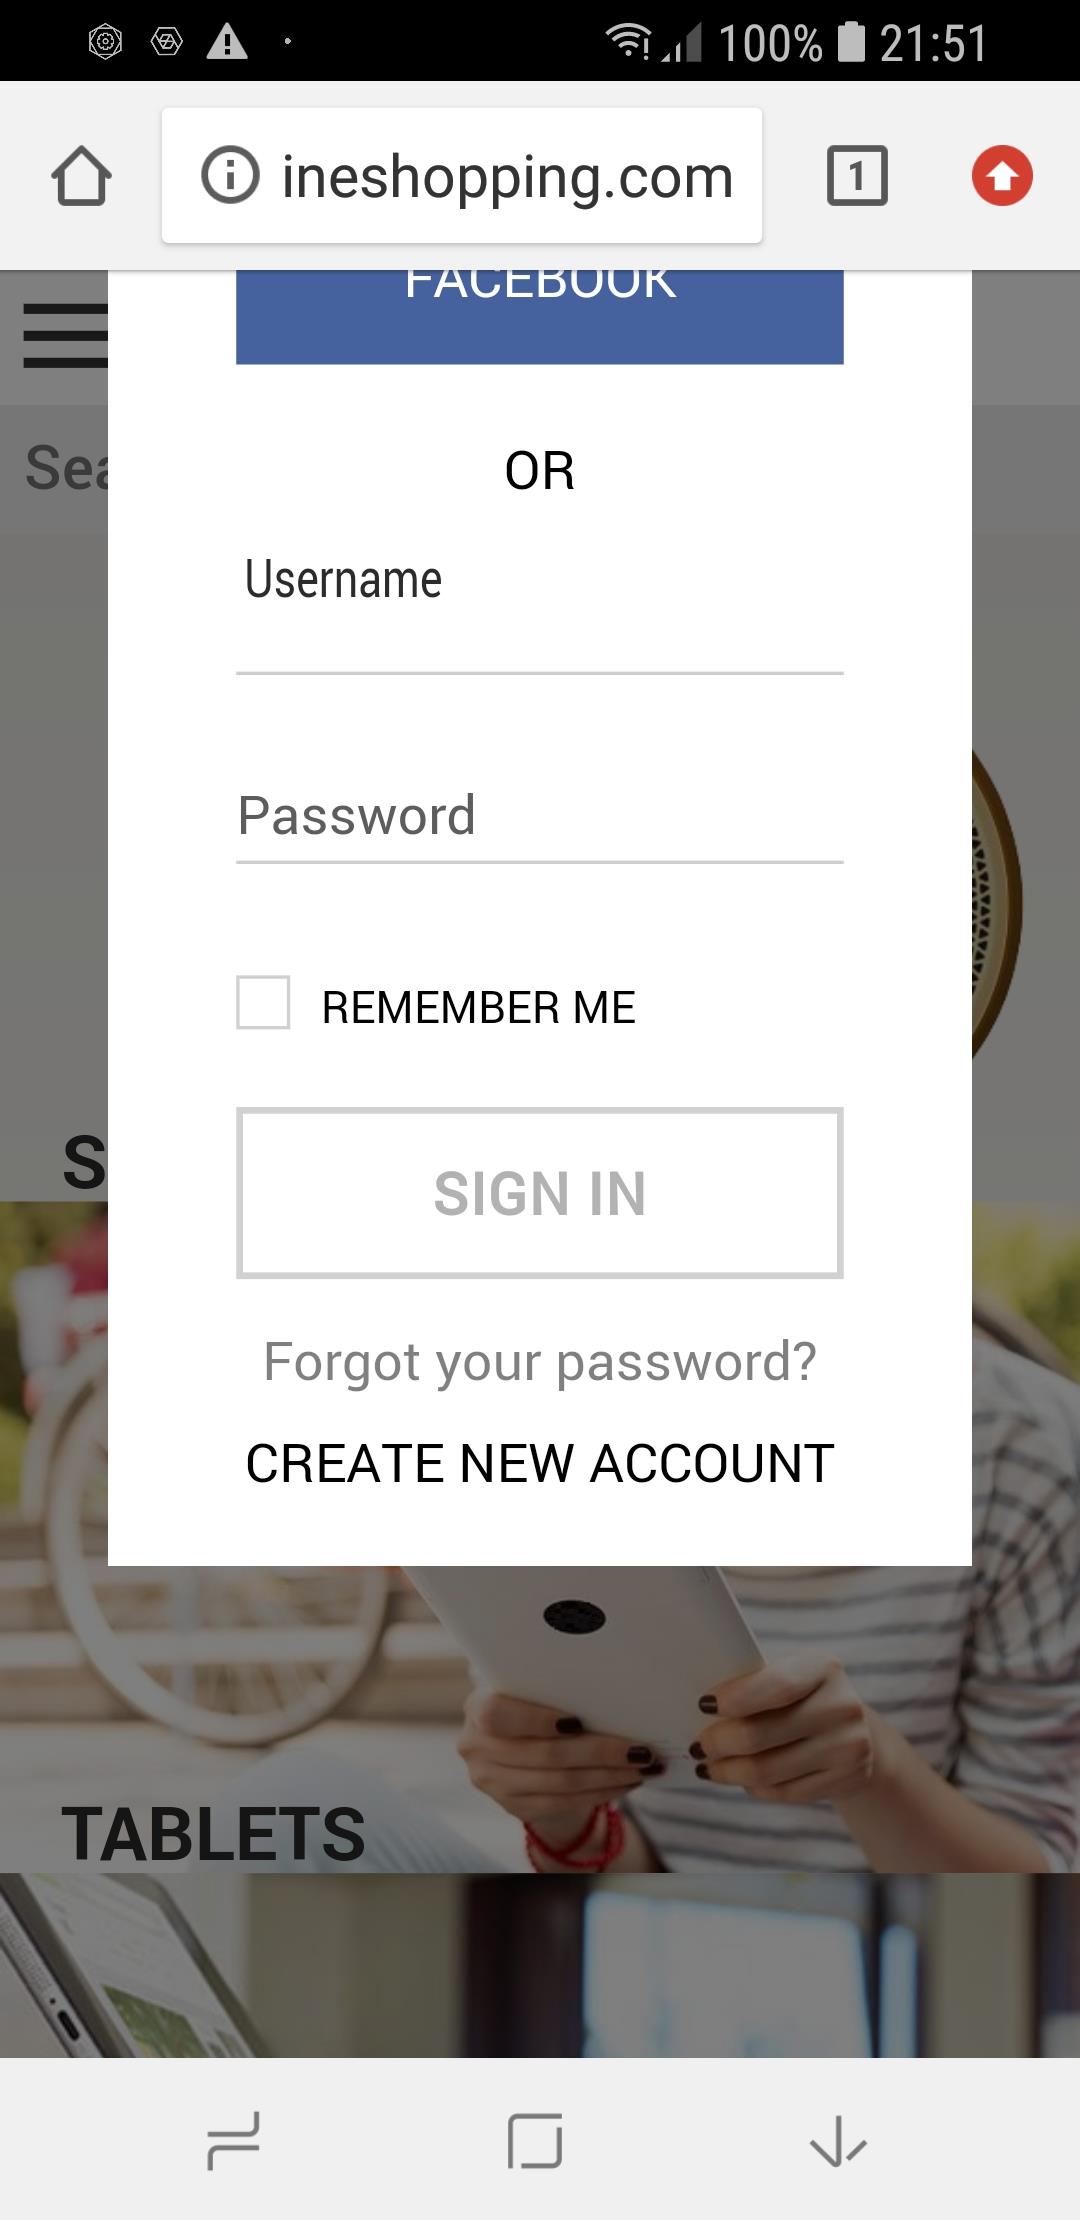 100% 21:51
ineshopping.com 1
FACEBOOK
Sea
OR
Username
Password
REMEMBER ME
S
SIGN IN
Forgot your password?
CREATE NEW ACCOUNT
TABLETS